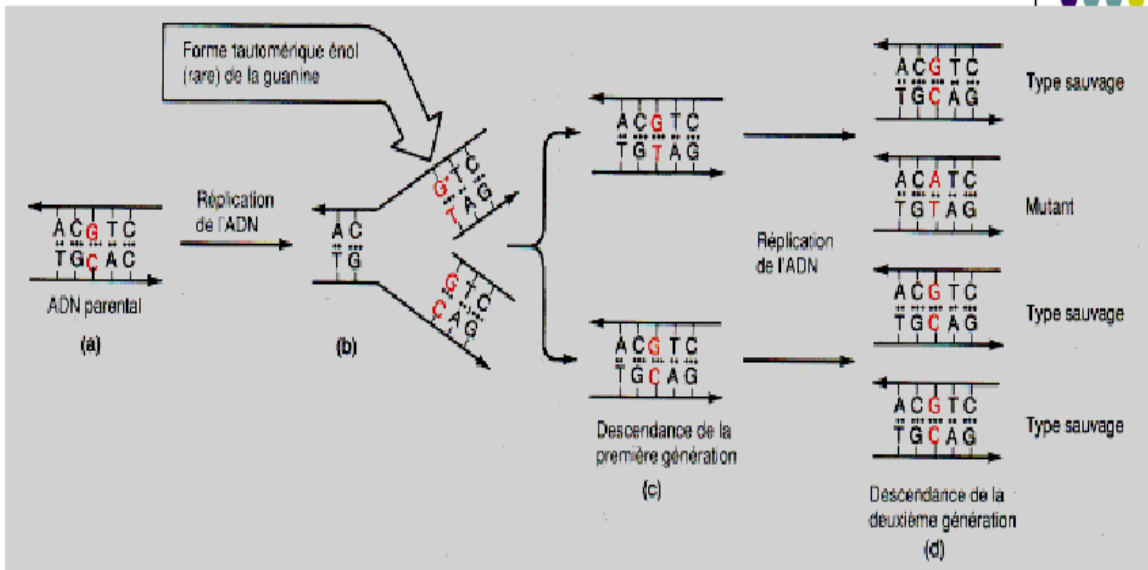 Forme tautomérique énol
(rare) de la guanine
A C G T C
T G C A C
ADN parental
(a)
Réplication
de l'ADN
A C
T G
G* T C
T A G
G T C
C A G
(b)
A C G T C
T G T A G
A C G T C
T G C A G
Descendance de la
première génération
(c)
Réplication
de l'ADN
A C G T C
T G C A G
Type sauvage
A C A T C
T G T A G
Mutant
A C G T C
T G C A G
Type sauvage
A C G T C
T G C A G
Type sauvage
Descendance de la
deuxième génération
(d)